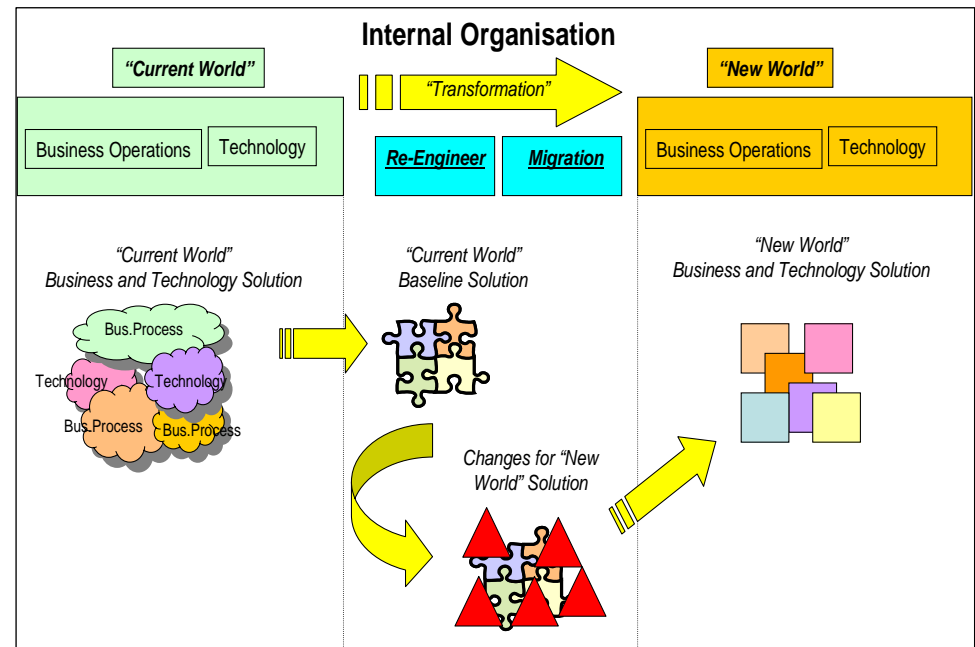 Internal Organisation
“Current World”
“Transformation”
“New World”
Business Operations
Technology
Re-Engineer
Migration
Business Operations
Technology
“Current World”
Business and Technology Solution
“Current World”
Baseline Solution
“New World”
Business and Technology Solution
Bus.Process
Technology
Technology
Bus.Process
Bus.Process
Changes for “New
World” Solution